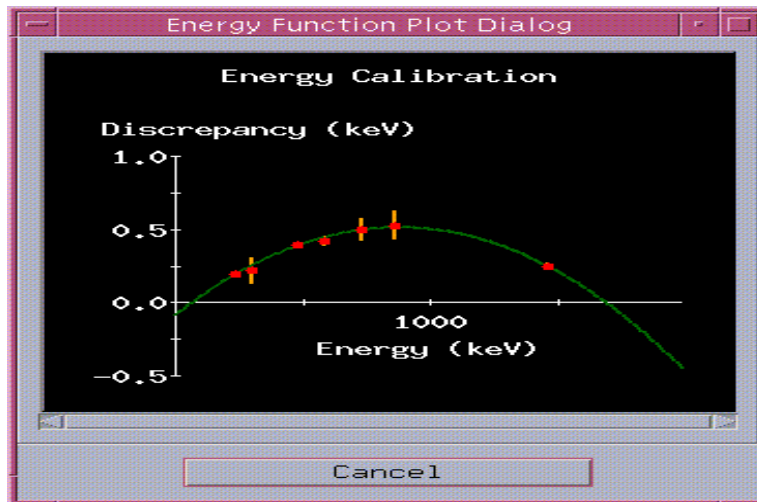 Energy Function Plot Dialog
Energy Calibration
Discrepancy (keV)
1.0
0.5
0.0
1000
Energy (keV)
-0.5
Cancel